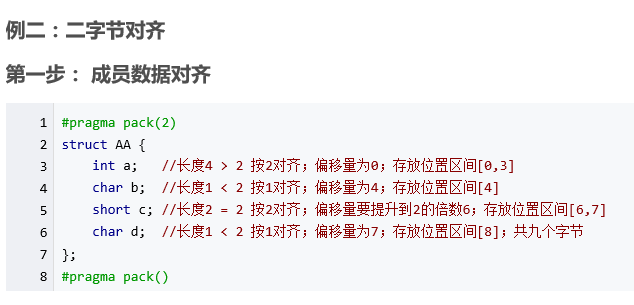 例二：二字节对齐
第一步： 成员数据对齐
1 #pragma pack(2)
2 struct AA {
3     int a;   //长度4 > 2 按2对齐；偏移量为0；存放位置区间[0,3]
4     char b;  //长度1 < 2 按1对齐；偏移量为4；存放位置区间[4]
5     short c; //长度2 = 2 按2对齐；偏移量要提升到2的倍数6；存放位置区间[6,7]
6     char d;  //长度1 < 2 按1对齐；偏移量为7；存放位置区间[8]；共九个字节
7 };
8 #pragma pack()